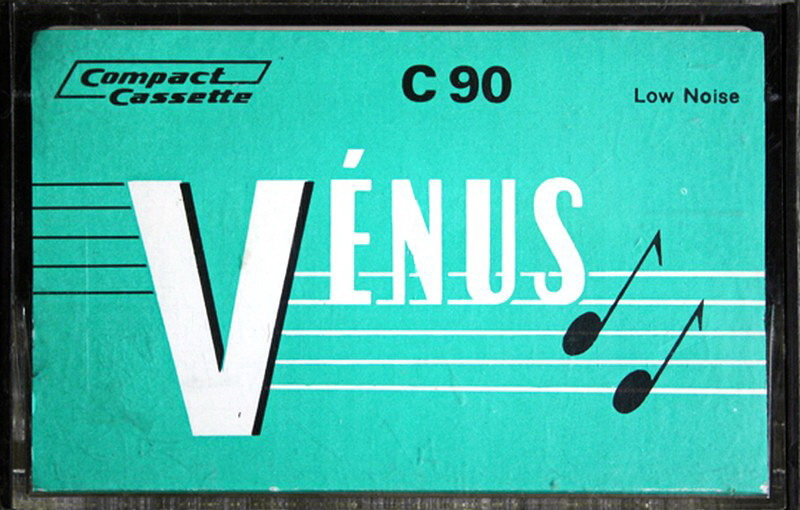 Compact
Cassette
C 90
Low Noise
VÉNUS